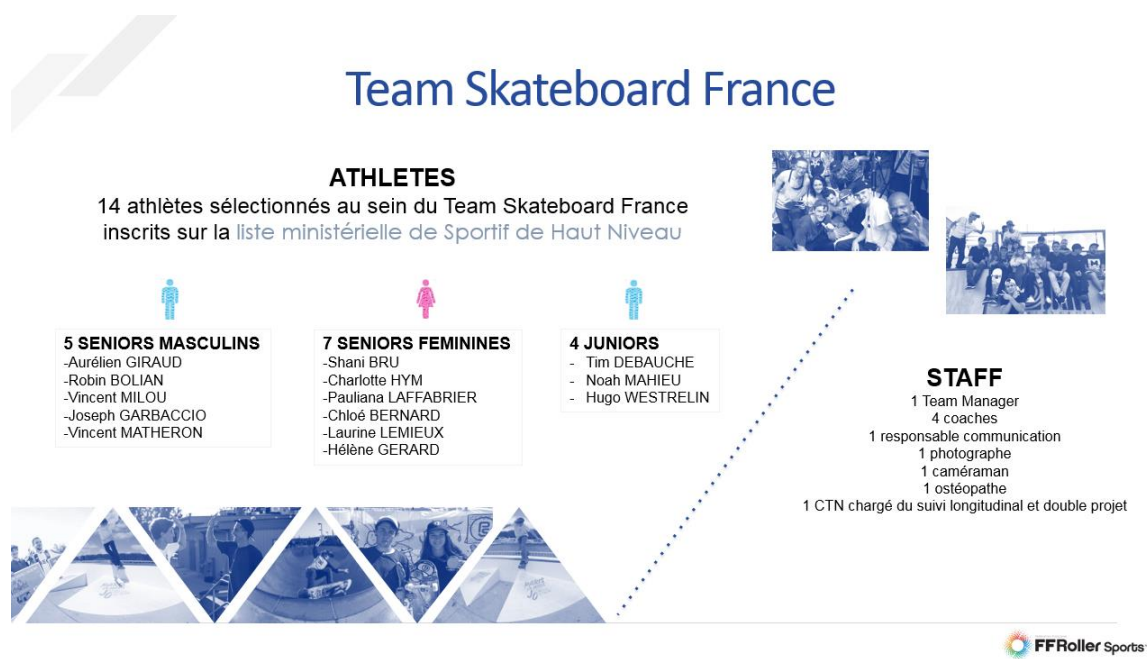 Team Skateboard France
ATHLETES
14 athlètes sélectionnés au sein du Team Skateboard France
inscrits sur la liste ministérielle de Sportif de Haut Niveau
5 SENIORS MASCULINS
-Aurélien GIRAUD
-Robin BOLIAN
-Vincent MILOU
-Joseph GARBACCIO
-Vincent MATHERON
7 SENIORS FEMININES
-Shani BRU
-Charlotte HYM
-Pauliana LAFFABRIER
-Chloé BERNARD
-Laurine LEMIEUX
-Hélène GERARD
4 JUNIORS
- Tim DEBAUCHE
- Noah MAHIEU
- Hugo WESTRELIN
STAFF
1 Team Manager
4 coaches
1 responsable communication
1 photographe
1 caméraman
1 ostéopathe
1 CTN chargé du suivi longitudinal et double projet
FFRoller Sports